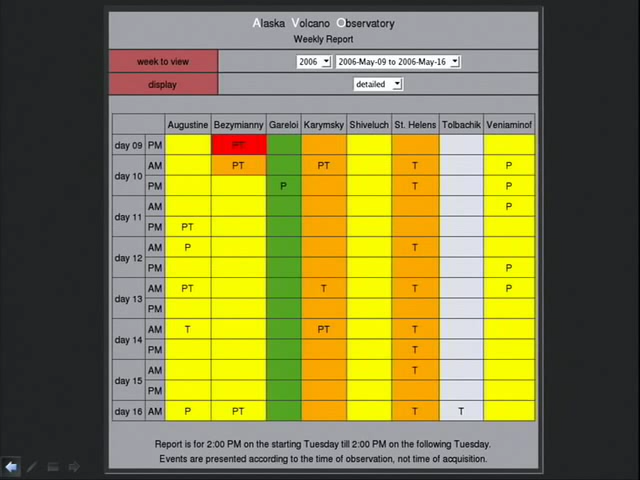 Alaska Volcano Observatory
Weekly Report
week to view 2006 2006-May-09 to 2006-May-16
display detailed
Augustine Bezymianny Gareloi Karymsky Shiveluch St. Helens Tolbachik Veniaminof
day 09 PM PT
day 10 AM PT PT T P
PM P T P
day 11 AM P
PM PT
day 12 AM P T
PM P
day 13 AM PT T T P
PM
day 14 AM T PT T
PM T
day 15 AM T
PM
day 16 AM P PT T T
Report is for 2:00 PM on the starting Tuesday till 2:00 PM on the following Tuesday.
Events are presented according to the time of observation, not time of acquisition.